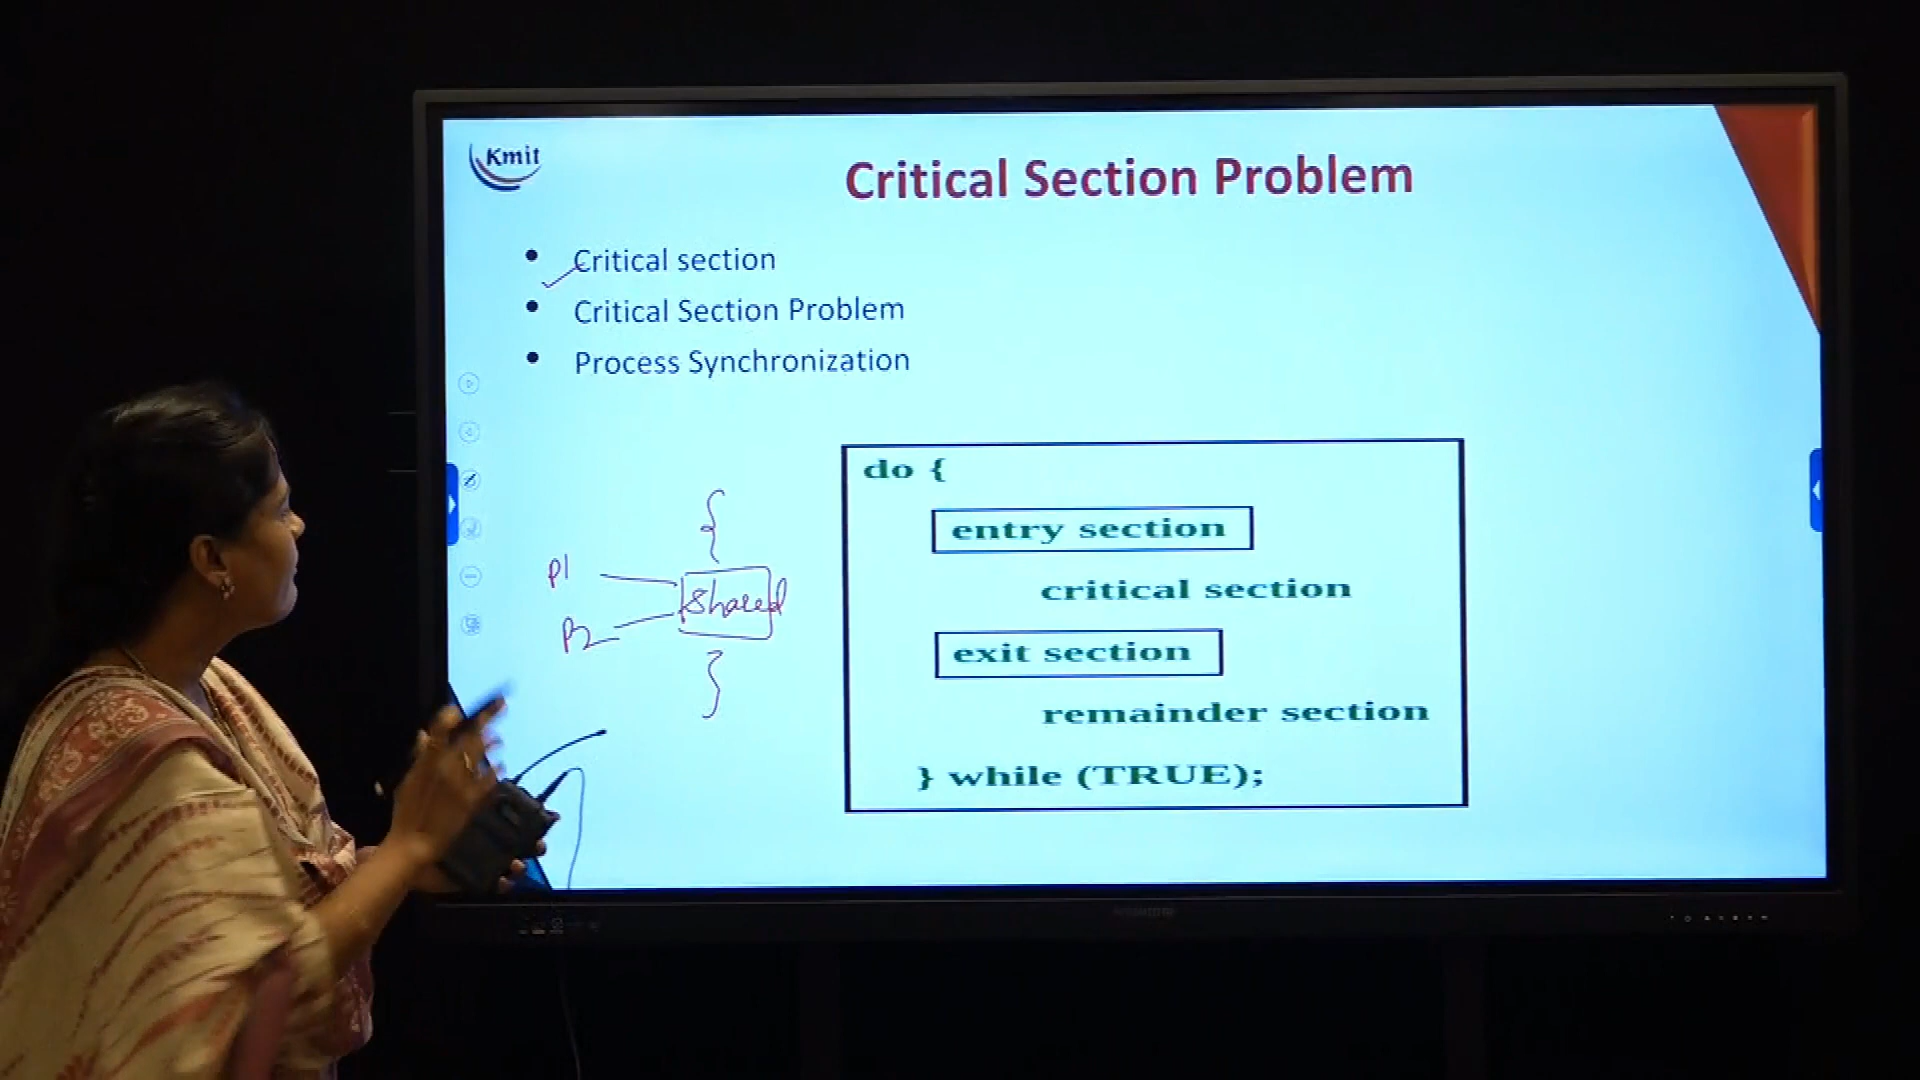 Kmit
Critical Section Problem
• Critical section
• Critical Section Problem
• Process Synchronization
{
P1
shared
P2
}
do {
entry section
critical section
exit section
remainder section
} while (TRUE);